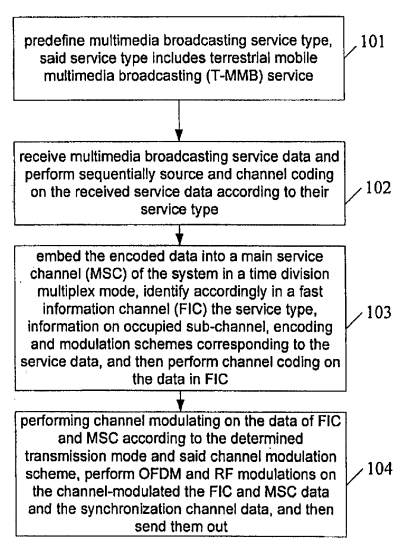 predefine multimedia broadcasting service type,
said service type includes terrestrial mobile
multimedia broadcasting (T-MMB) service
101
receive multimedia broadcasting service data and
perform sequentially source and channel coding
on the received service data according to their
service type
102
embed the encoded data into a main service
channel (MSC) of the system in a time division
multiplex mode, identify accordingly in a fast
information channel (FIC) the service type,
information on occupied sub-channel, encoding
and modulation schemes corresponding to the
service data, and then perform channel coding on
the data in FIC
103
performing channel modulating on the data of FIC
and MSC according to the determined
transmission mode and said channel modulation
scheme, perform OFDM and RF modulations on
the channel-modulated the FIC and MSC data
and the synchronization channel data, and then
send them out
104